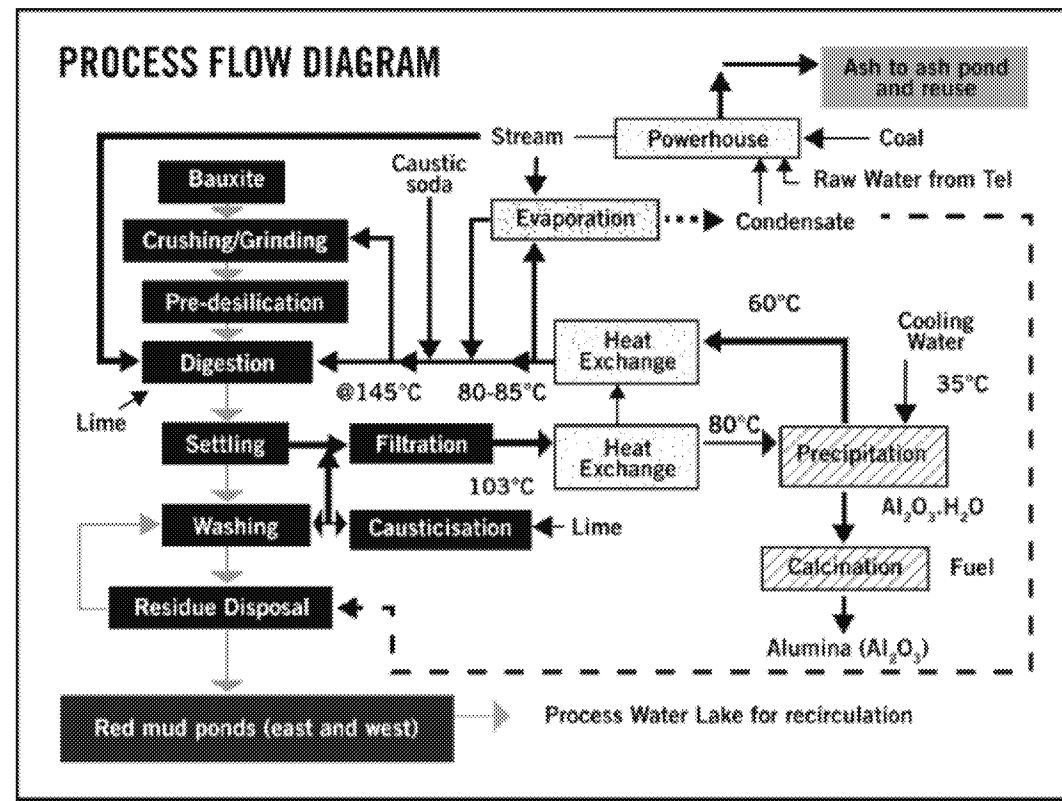 PROCESS FLOW DIAGRAM
Ash to ash pond
and reuse
Stream
Powerhouse
Coal
Caustic
soda
Raw Water from Tel
Bauxite
Evaporation
Condensate
Crushing/Grinding
Pre-desilication
60°C
Cooling
Water
Heat
Exchange
Digestion
@145°C
80-85°C
35°C
Lime
Settling
Filtration
Heat
Exchange
80°C
Precipitation
103°C
Al₂O₃.H₂O
Washing
Causticisation
Lime
Calcination
Fuel
Residue Disposal
Alumina (Al₂O₃)
Red mud ponds (east and west)
Process Water Lake for recirculation